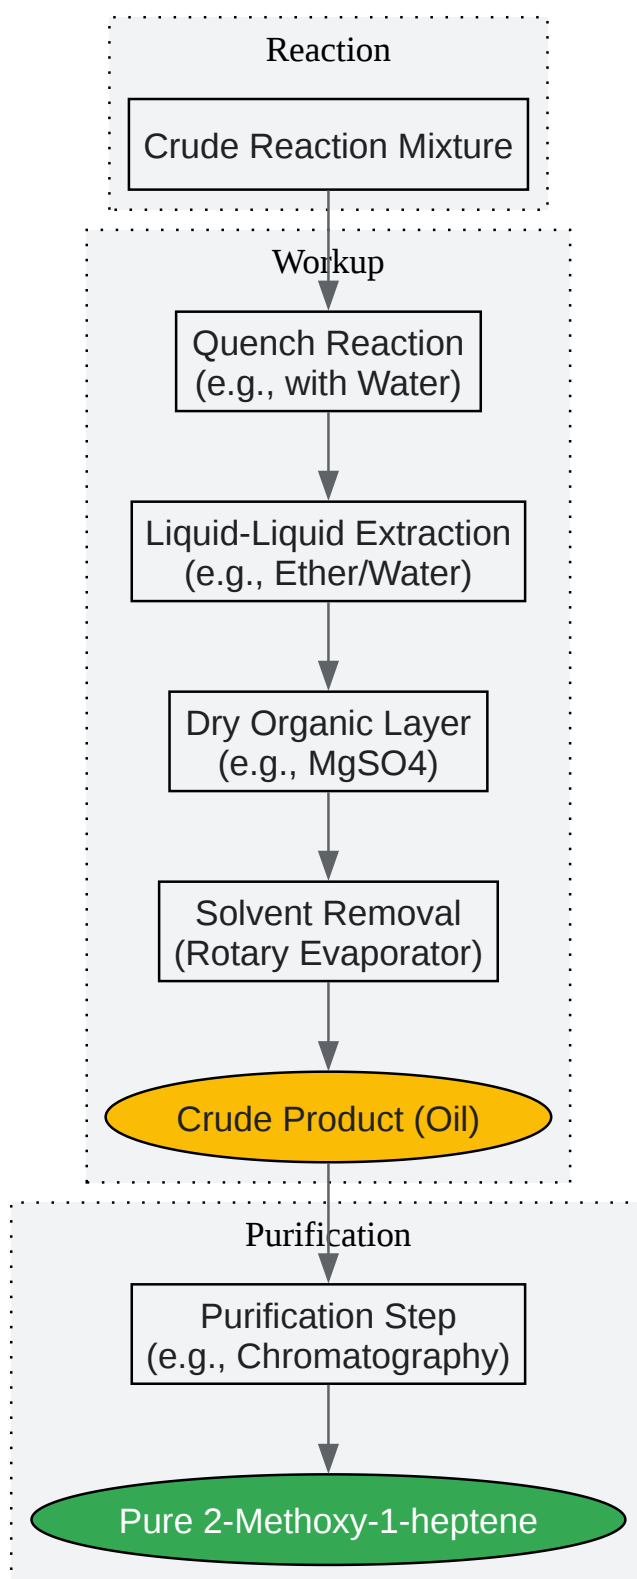 Reaction
Crude Reaction Mixture
Workup
Quench Reaction
(e.g., with Water)
Liquid-Liquid Extraction
(e.g., Ether/Water)
Dry Organic Layer
(e.g., MgSO4)
Solvent Removal
(Rotary Evaporator)
Crude Product (Oil)
Purification
Purification Step
(e.g., Chromatography)
Pure 2-Methoxy-1-heptene